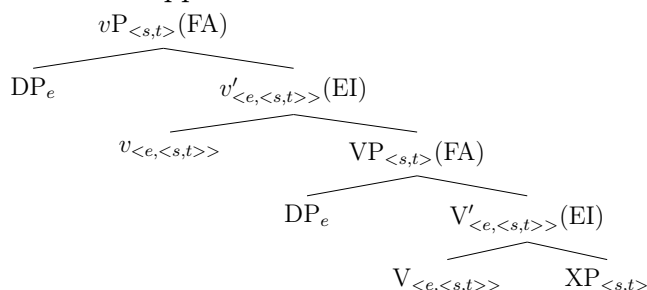 vP<s,t>(FA)
DPe
v′<e,<s,t>>(EI)
v<e,<s,t>>
VP<s,t>(FA)
DPe
V′<e,<s,t>>(EI)
V<e,<s,t>>
XP<s,t>